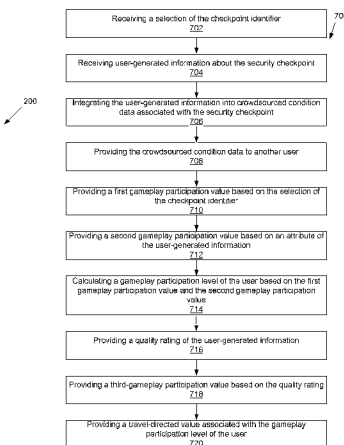 70
Receiving a selection of the checkpoint identifier
702
Receiving user-generated information about the security checkpoint
704
200
Integrating the user-generated information into crowdsourced condition
data associated with the security checkpoint
706
Providing the crowdsourced condition data to another user
708
Providing a first gameplay participation value based on the selection of
the checkpoint identifier
710
Providing a second gameplay participation value based on an attribute of
the user-generated information
712
Calculating a gameplay participation level of the user based on the first
gameplay participation value and the second gameplay participation
value
714
Providing a quality rating of the user-generated information
716
Providing a third-gameplay participation value based on the quality rating
718
Providing a travel-directed value associated with the gameplay
participation level of the user
720